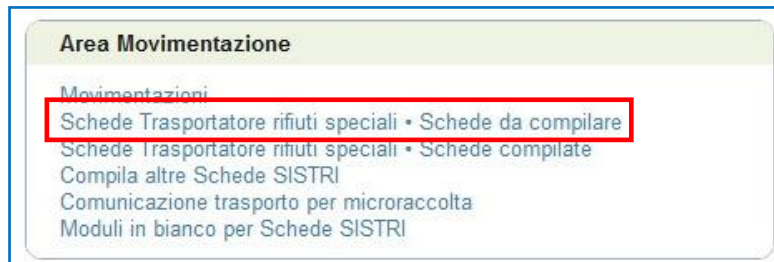 Area Movimentazione
Movimentazioni
Schede Trasportatore rifiuti speciali • Schede da compilare
Schede Trasportatore rifiuti speciali • Schede compilate
Compila altre Schede SISTRI
Comunicazione trasporto per microraccolta
Moduli in bianco per Schede SISTRI